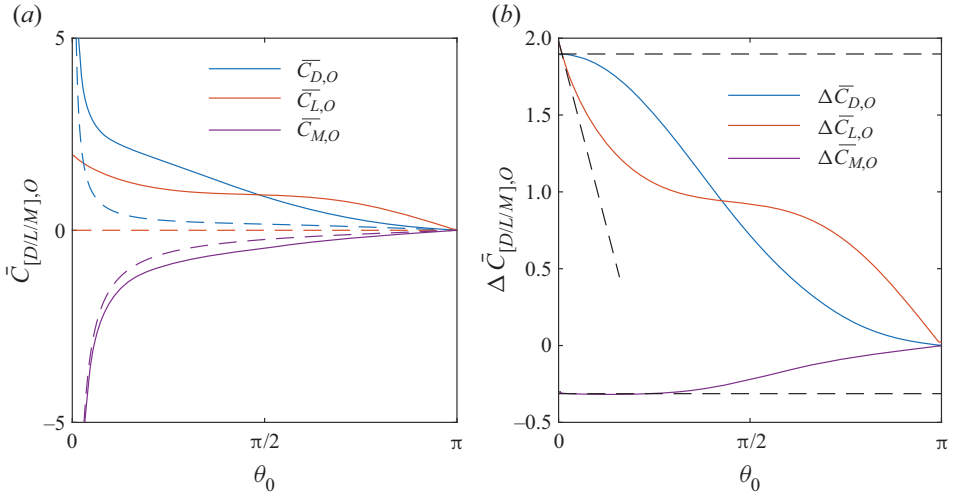 (a)
5
0
−5
0
π/2
π
θ0
C̄[D/L/M],O
C̄D,O
C̄L,O
C̄M,O
(b)
2.0
1.5
1.0
0.5
0
−0.5
0
π/2
π
θ0
Δ C̄[D/L/M],O
ΔC̄D,O
ΔC̄L,O
ΔC̄M,O